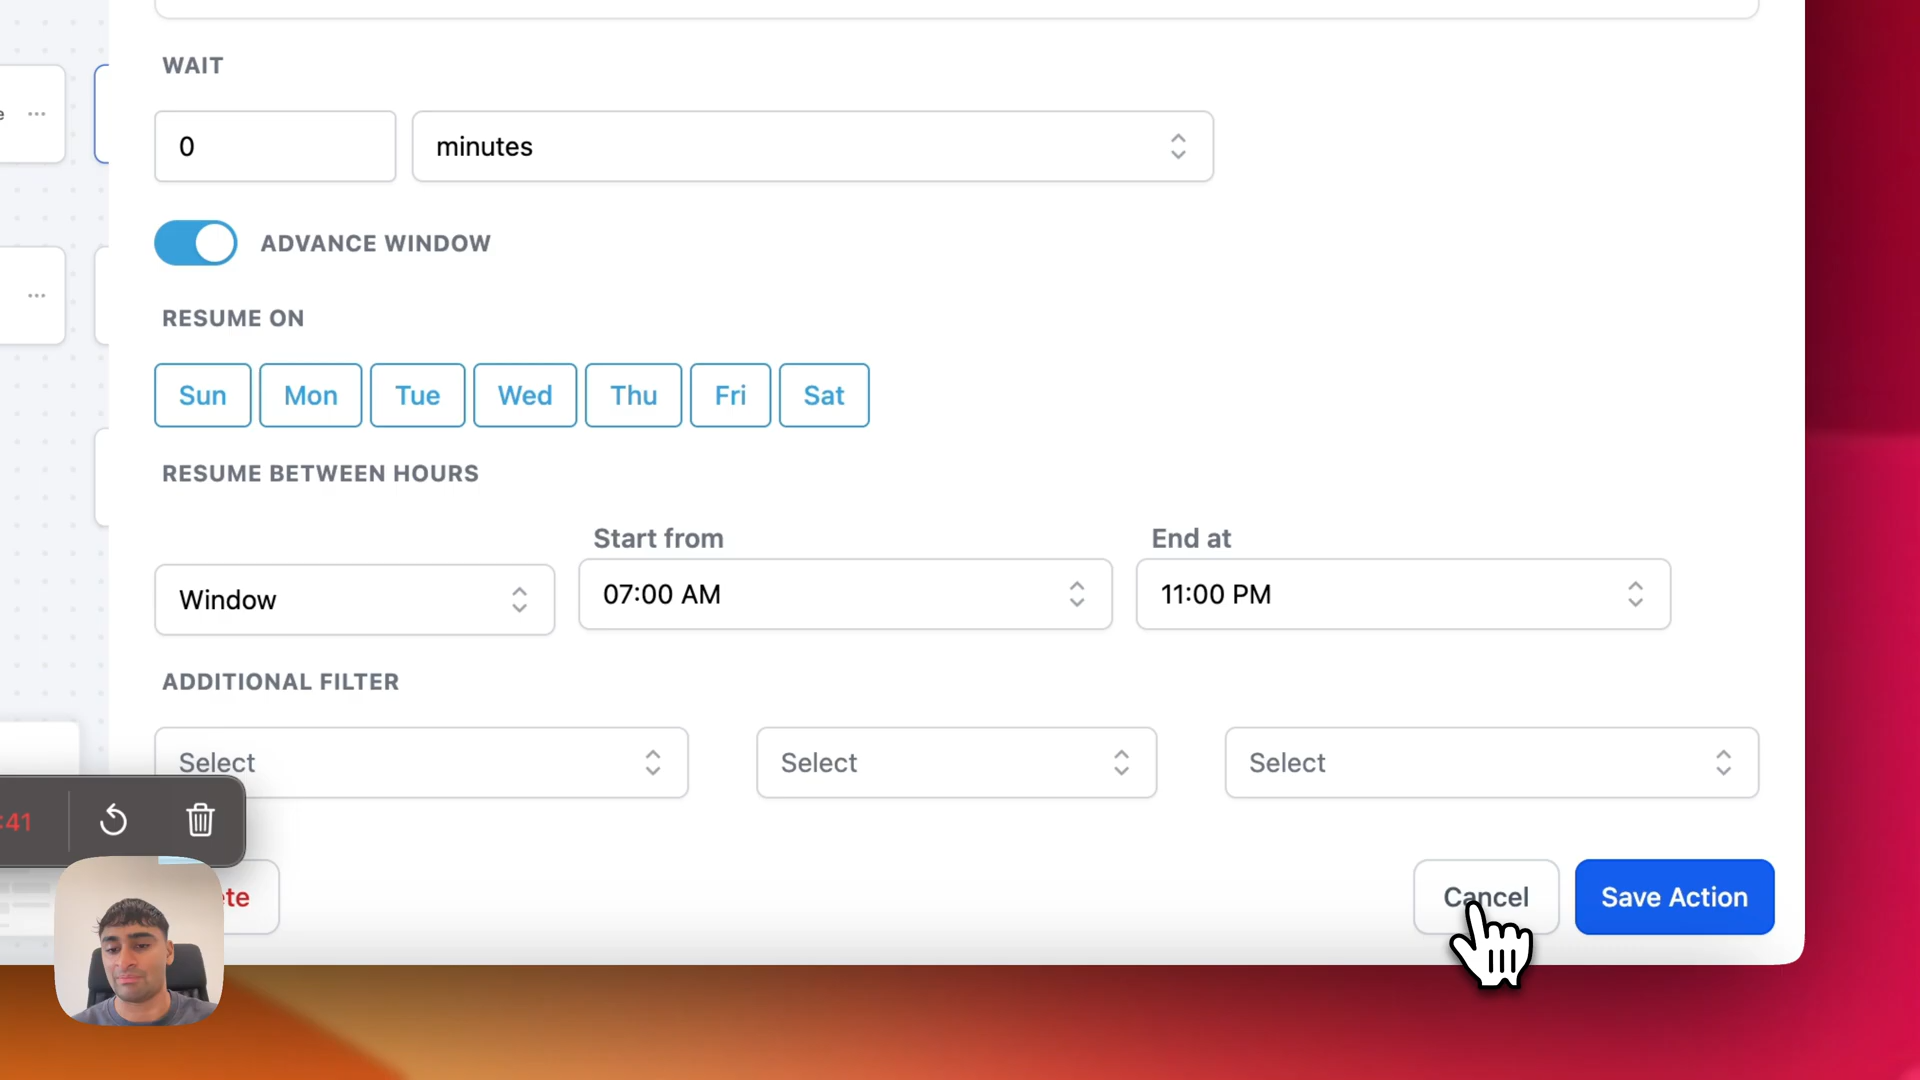 WAIT
0
minutes
ADVANCE WINDOW
RESUME ON
Sun Mon Tue Wed Thu Fri Sat
RESUME BETWEEN HOURS
Start from
End at
Window
07:00 AM
11:00 PM
ADDITIONAL FILTER
Select
Select
Select
:41
te
Cancel
Save Action